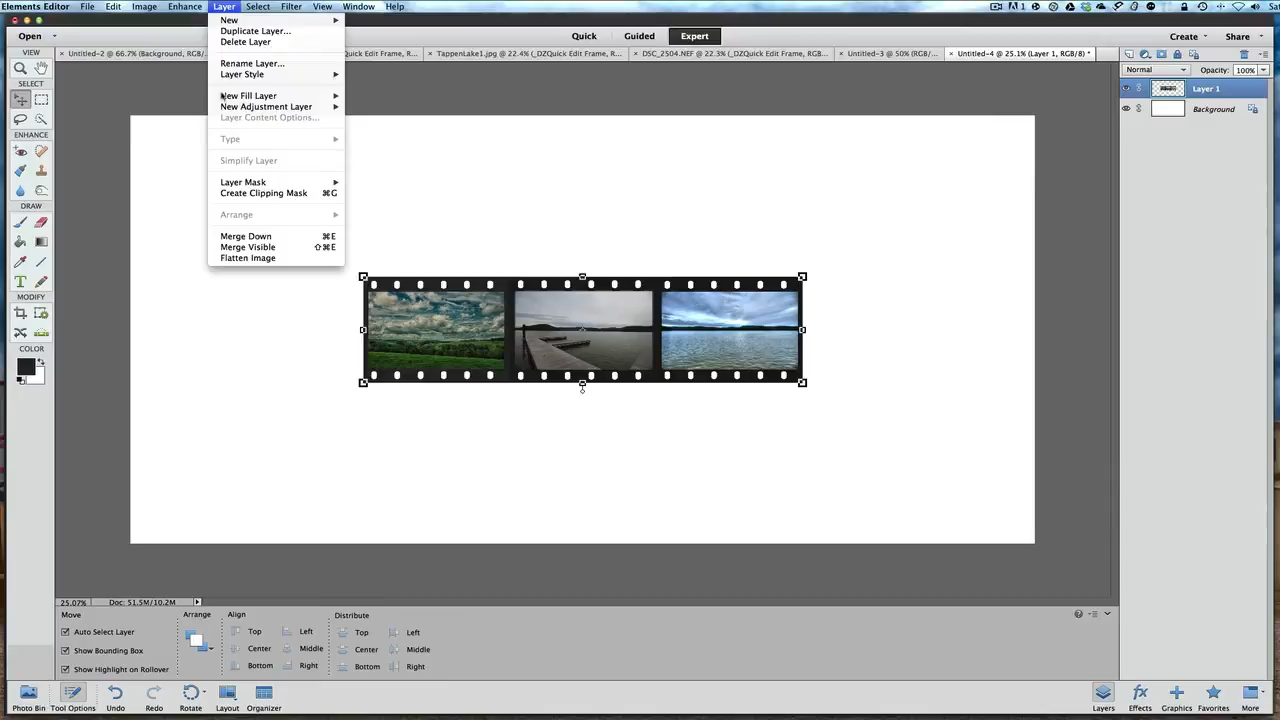 Elements Editor File Edit Image Enhance Layer Select Filter View Window Help
Open Quick Guided Expert Create Share
Untitled-2 @ 66.7% (Background, RGB/ ck Edit Frame, R... TappenLake1.jpg @ 22.4% (_DZQuick Edit Frame, R... DSC_2504.NEF @ 22.3% (_DZQuick Edit Frame, RGB... Untitled-3 @ 50% (RGB/8) Untitled-4 @ 25.1% (Layer 1, RGB/8) *
New
Duplicate Layer...
Delete Layer
Rename Layer...
Layer Style
New Fill Layer
New Adjustment Layer
Layer Content Options...
Type
Simplify Layer
Layer Mask
Create Clipping Mask ⌘G
Arrange
Merge Down ⌘E
Merge Visible ⇧⌘E
Flatten Image
VIEW
SELECT
ENHANCE
DRAW
MODIFY
COLOR
Normal Opacity: 100%
Layer 1
Background
25.07% Doc: 51.5M/10.2M
Move Arrange Align Distribute
Auto Select Layer Top Left Top Left
Show Bounding Box Center Middle Center Middle
Show Highlight on Rollover Bottom Right Bottom Right
Photo Bin Tool Options Undo Redo Rotate Layout Organizer Layers Effects Graphics Favorites More